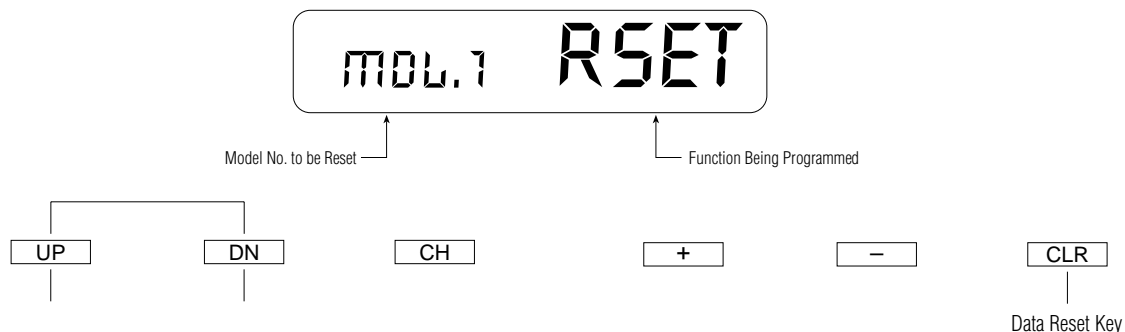 MDL.1 RSET
Model No. to be Reset Function Being Programmed
UP DN CH + – CLR
Data Reset Key